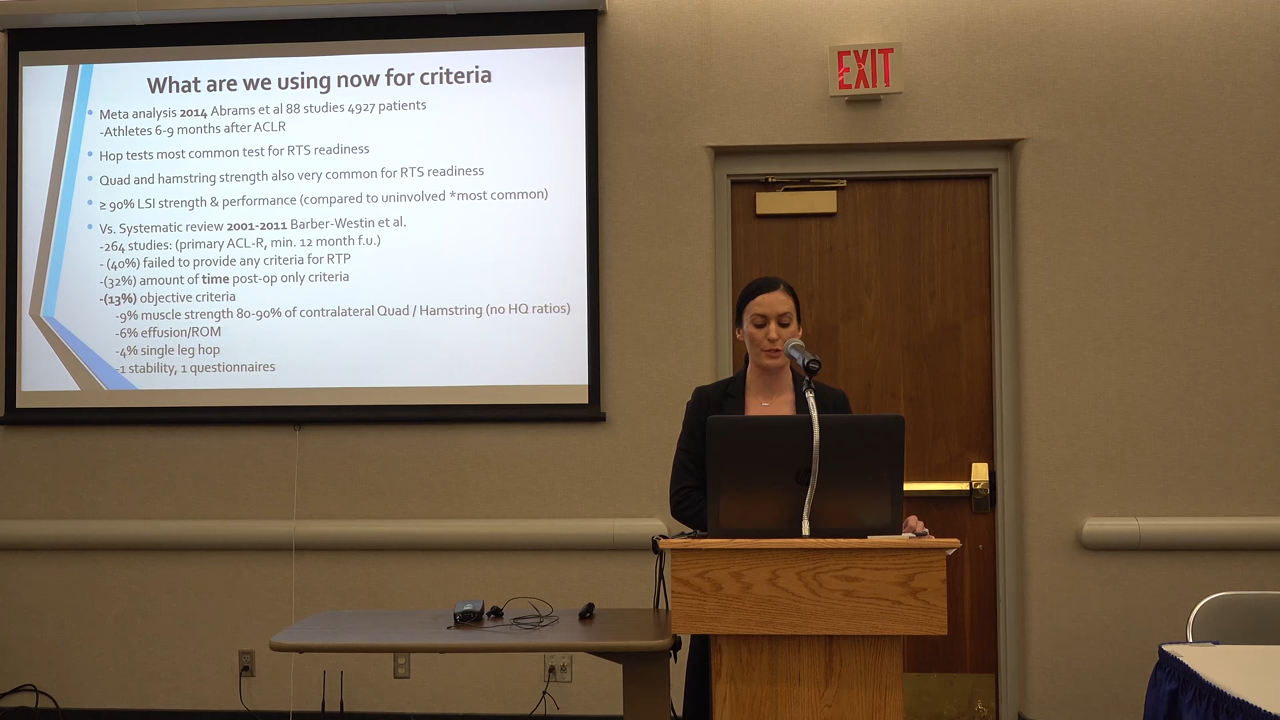 What are we using now for criteria
Meta analysis 2014 Abrams et al 88 studies 4927 patients
-Athletes 6-9 months after ACLR
Hop tests most common test for RTS readiness
Quad and hamstring strength also very common for RTS readiness
≥ 90% LSI strength & performance (compared to uninvolved *most common)
Vs. Systematic review 2001-2011 Barber-Westin et al.
-264 studies: (primary ACL-R, min. 12 month f.u.)
- (40%) failed to provide any criteria for RTP
-(32%) amount of time post-op only criteria
-(13%) objective criteria
-9% muscle strength 80-90% of contralateral Quad / Hamstring (no HQ ratios)
-6% effusion/ROM
-4% single leg hop
-1 stability, 1 questionnaires
EXIT